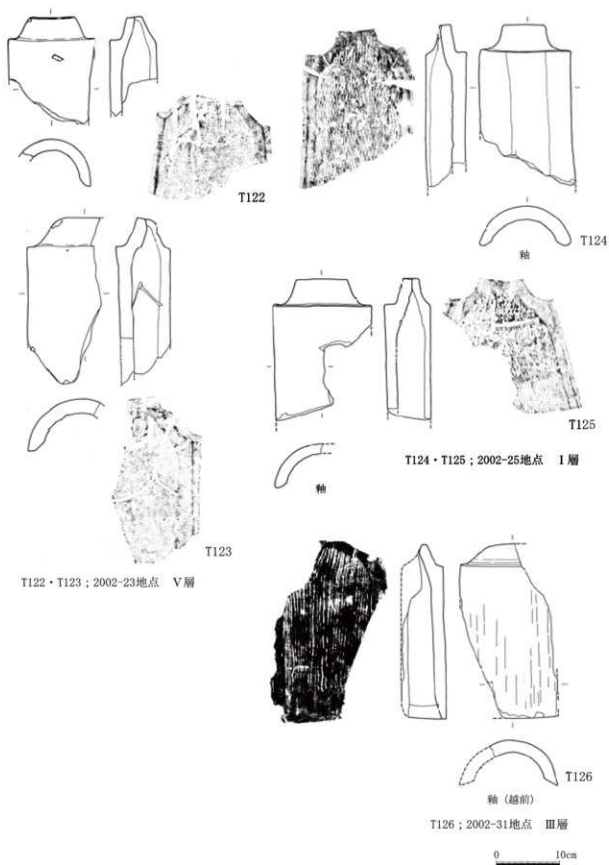 T122
T124
釉
T125
釉
T124・T125；2002-25地点　Ⅰ層
T123
T122・T123；2002-23地点　Ⅴ層
T126
釉（越前）
T126；2002-31地点　Ⅲ層
0 10cm